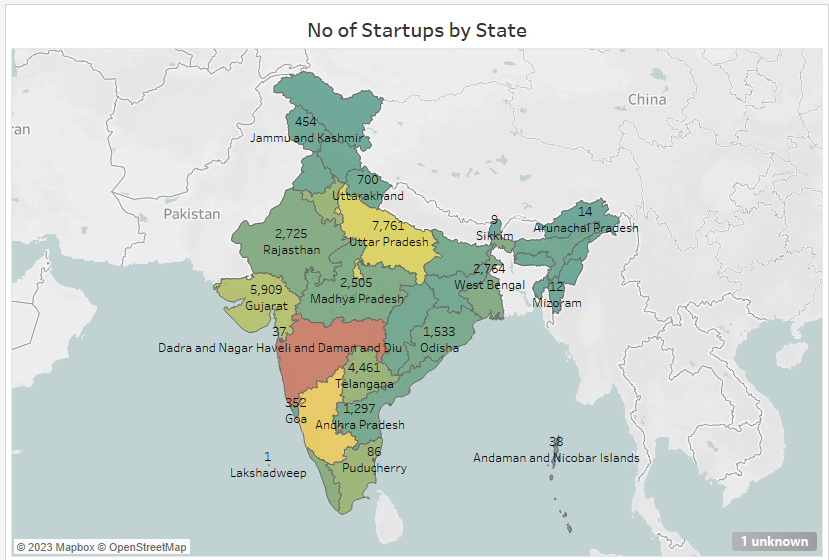 No of Startups by State
China
ran
454
Jammu and Kashmir
700
Uttarakhand
Pakistan
9
Sikkim
14
Arunachal Pradesh
2,725
Rajasthan
7,761
Uttar Pradesh
2,764
West Bengal
5,909
Gujarat
2,505
Madhya Pradesh
12
Mizoram
37
Dadra and Nagar Haveli and Daman and Diu
1,533
Odisha
4,461
Telangana
352
Goa
1,297
Andhra Pradesh
86
Puducherry
1
Lakshadweep
38
Andaman and Nicobar Islands
© 2023 Mapbox © OpenStreetMap
1 unknown